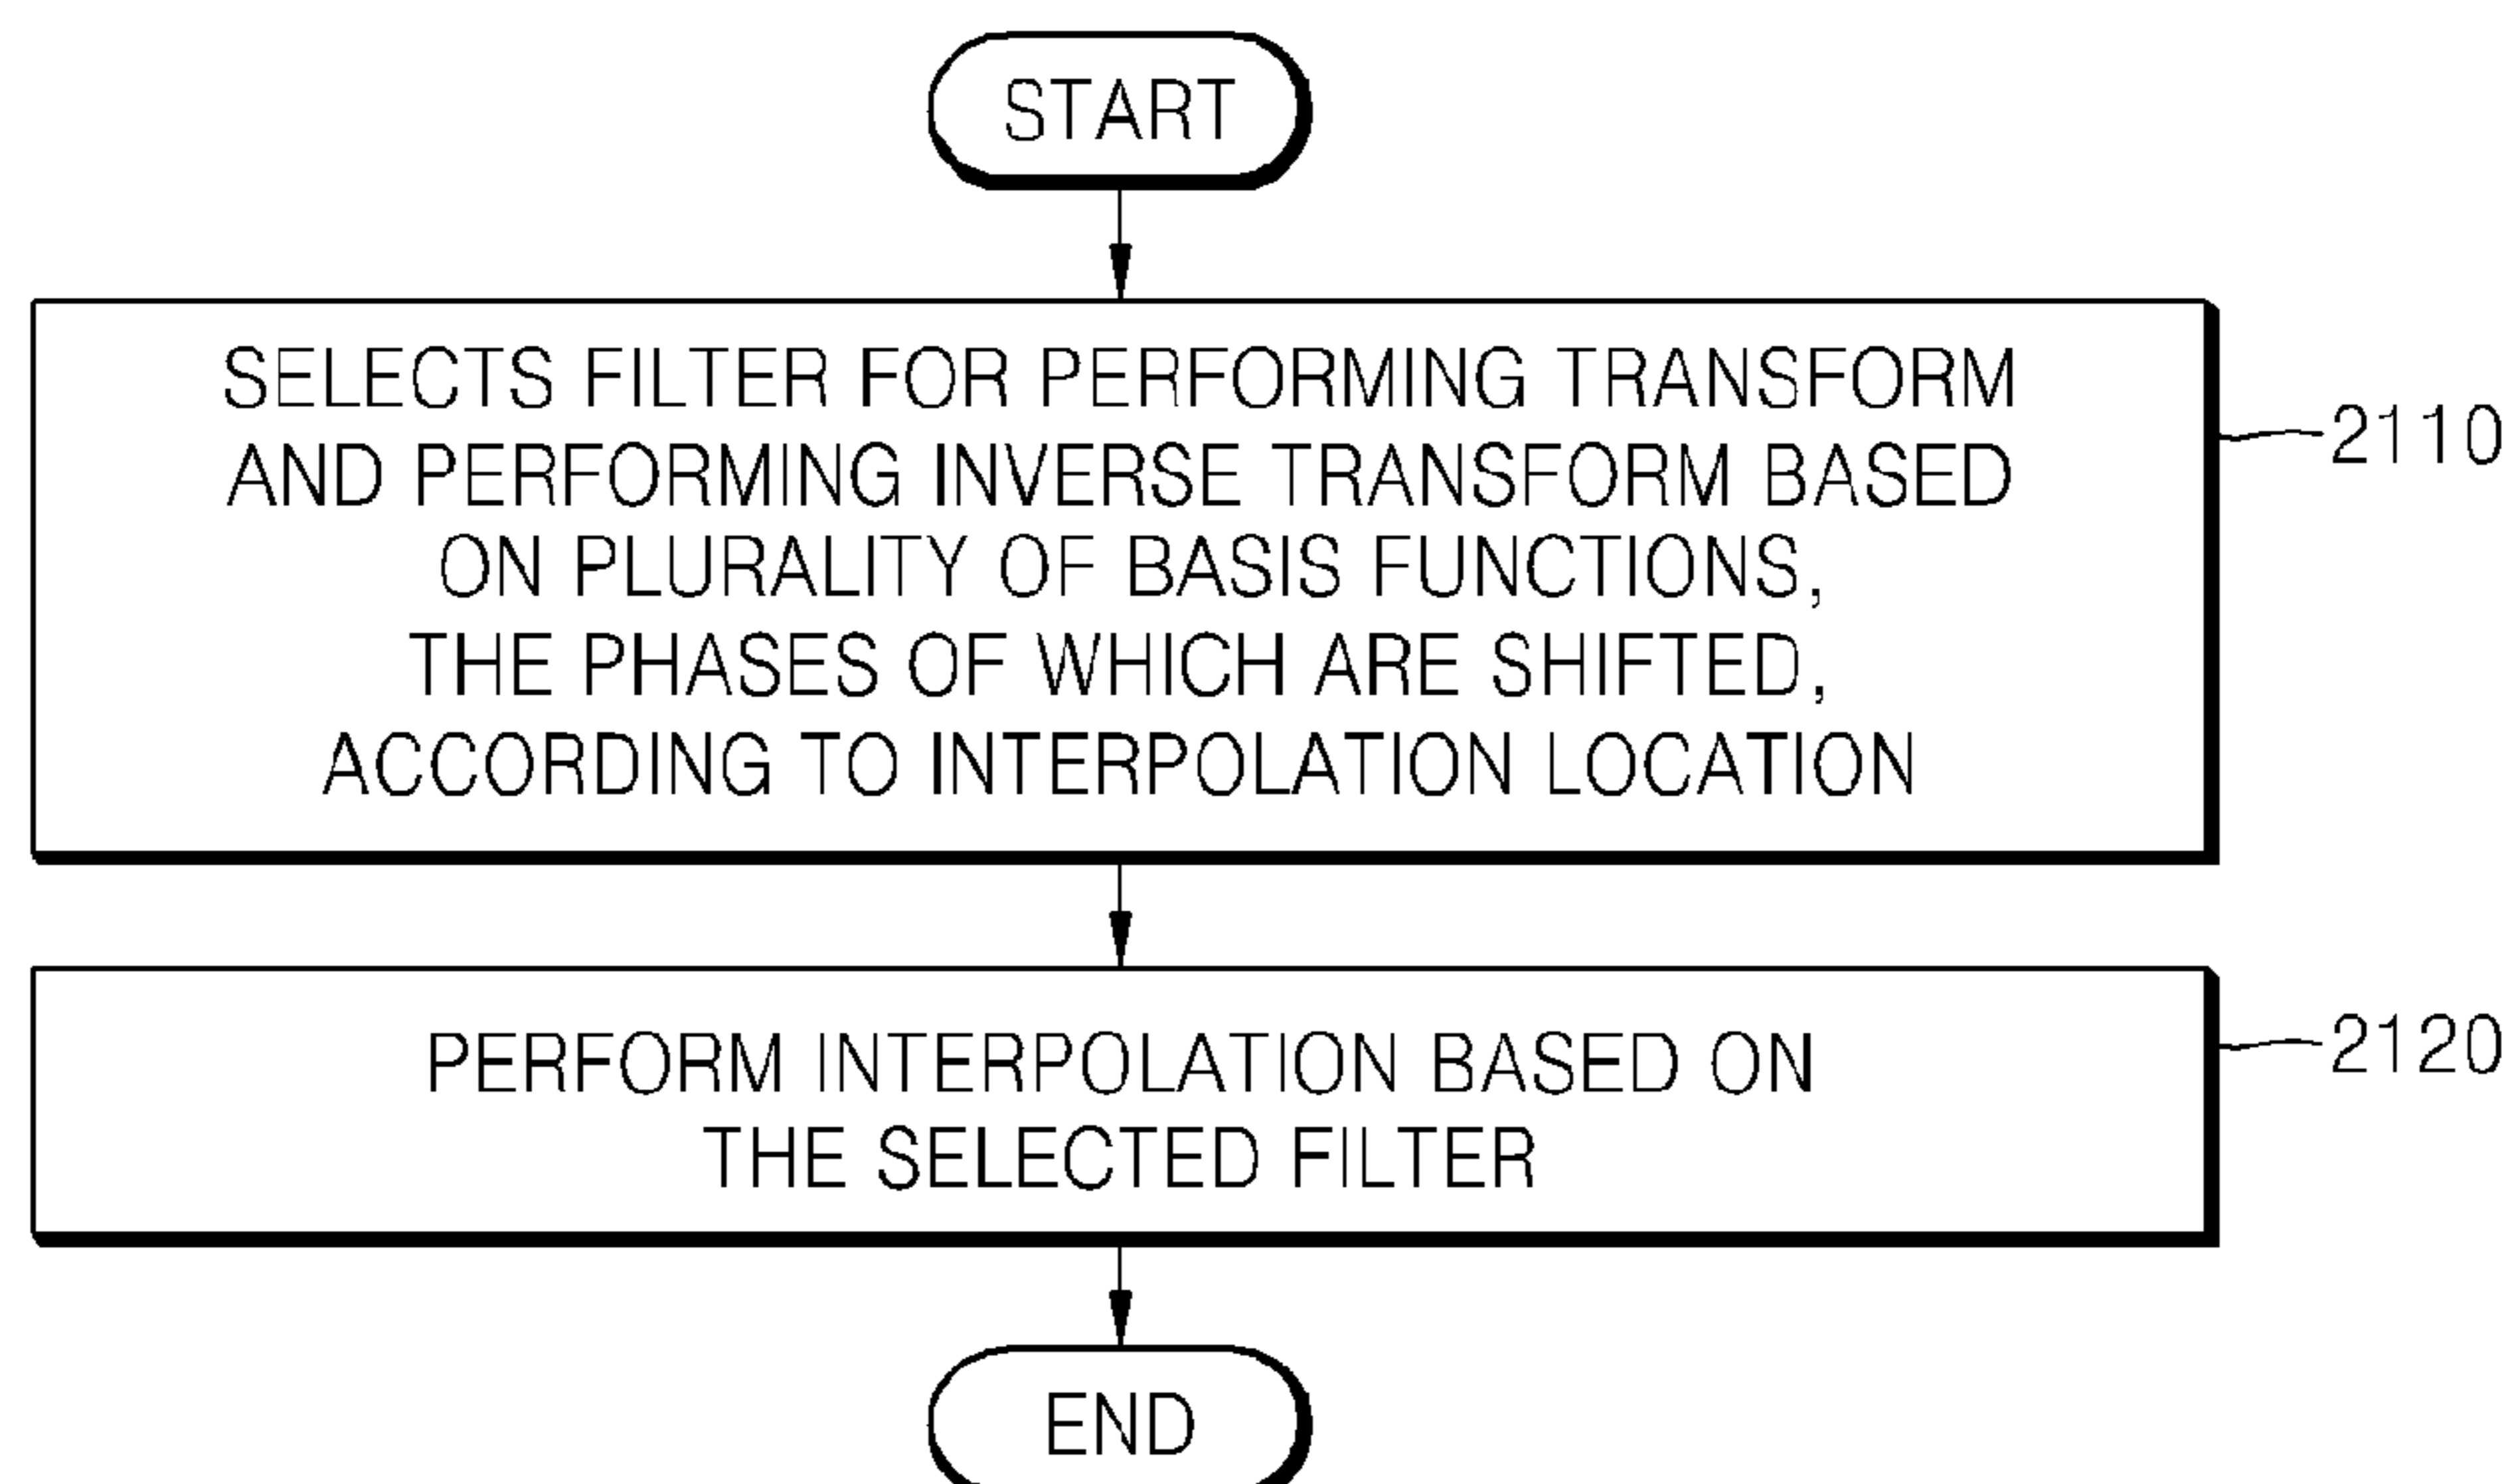 START
SELECTS FILTER FOR PERFORMING TRANSFORM
AND PERFORMING INVERSE TRANSFORM BASED
ON PLURALITY OF BASIS FUNCTIONS,
THE PHASES OF WHICH ARE SHIFTED,
ACCORDING TO INTERPOLATION LOCATION
2110
PERFORM INTERPOLATION BASED ON
THE SELECTED FILTER
2120
END